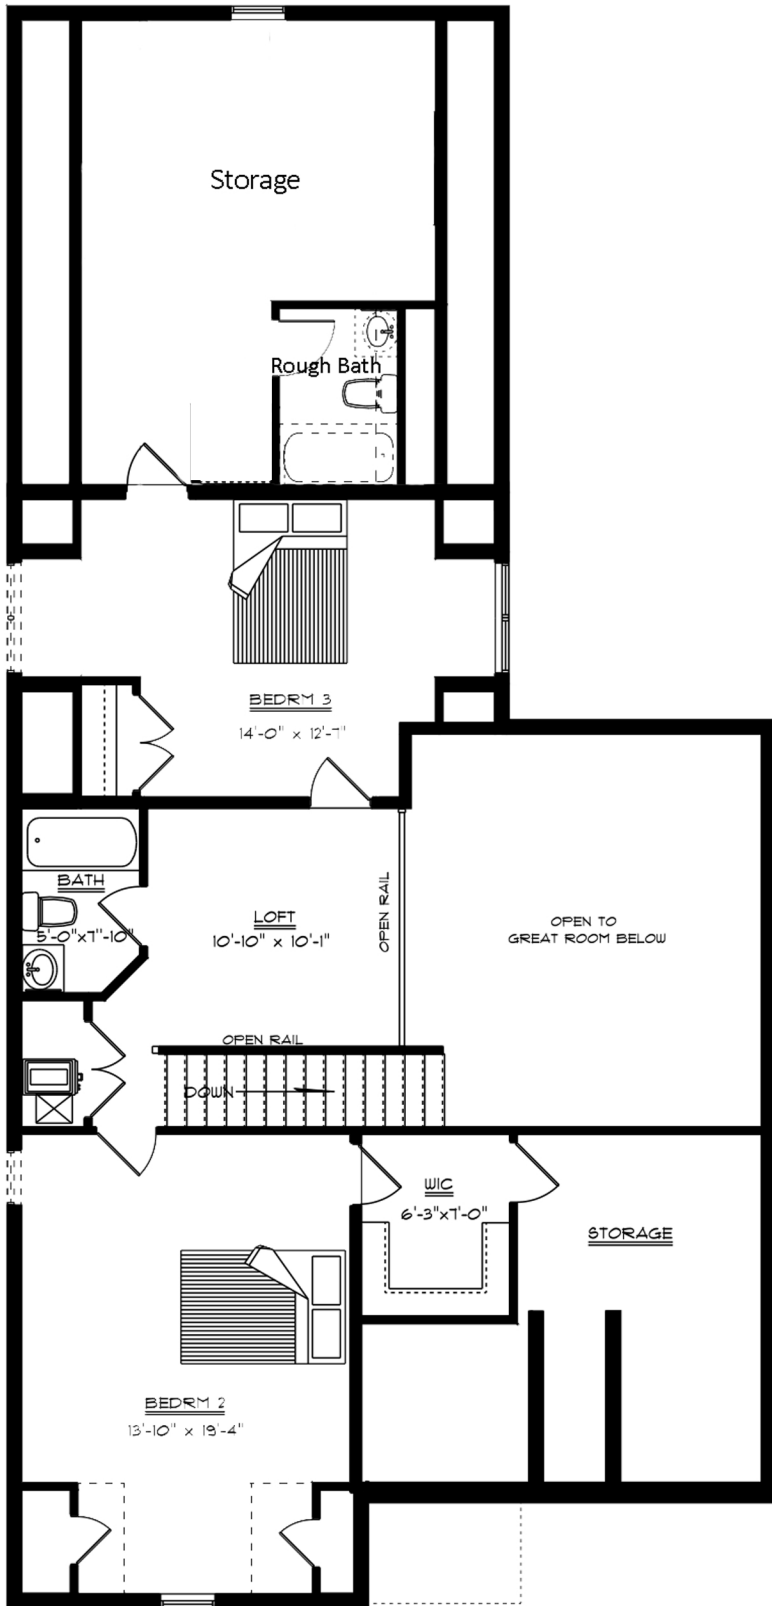 Storage
Rough Bath
BEDRM 3
14'-0" x 12'-7"
BATH
5'-0"x7'-10"
LOFT
10'-10" x 10'-1"
OPEN RAIL
OPEN TO
GREAT ROOM BELOW
OPEN RAIL
DOWN
WIC
6'-3"x7'-0"
STORAGE
BEDRM 2
13'-10" x 19'-4"